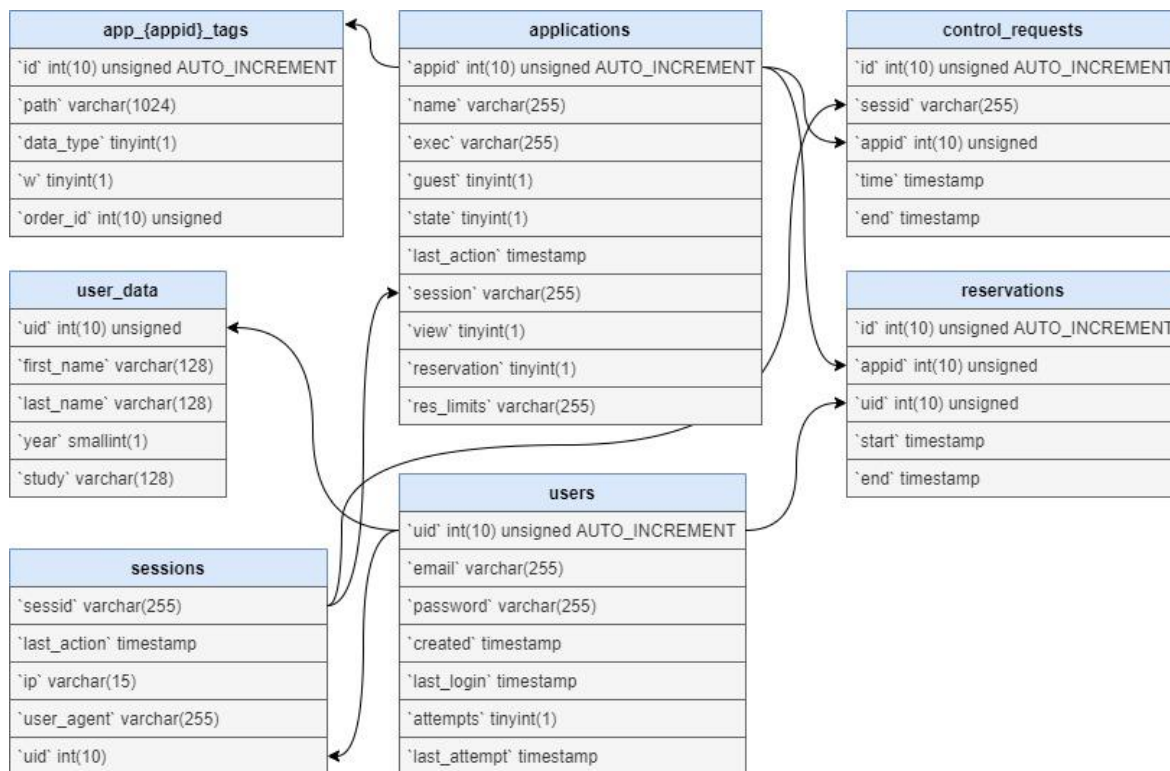 app_{appid}_tags
`id` int(10) unsigned AUTO_INCREMENT
`path` varchar(1024)
`data_type` tinyint(1)
`w` tinyint(1)
`order_id` int(10) unsigned
applications
`appid` int(10) unsigned AUTO_INCREMENT
`name` varchar(255)
`exec` varchar(255)
`guest` tinyint(1)
`state` tinyint(1)
`last_action` timestamp
`session` varchar(255)
`view` tinyint(1)
`reservation` tinyint(1)
`res_limits` varchar(255)
control_requests
`id` int(10) unsigned AUTO_INCREMENT
`sessid` varchar(255)
`appid` int(10) unsigned
`time` timestamp
`end` timestamp
user_data
`uid` int(10) unsigned
`first_name` varchar(128)
`last_name` varchar(128)
`year` smallint(1)
`study` varchar(128)
reservations
`id` int(10) unsigned AUTO_INCREMENT
`appid` int(10) unsigned
`uid` int(10) unsigned
`start` timestamp
`end` timestamp
sessions
`sessid` varchar(255)
`last_action` timestamp
`ip` varchar(15)
`user_agent` varchar(255)
`uid` int(10)
users
`uid` int(10) unsigned AUTO_INCREMENT
`email` varchar(255)
`password` varchar(255)
`created` timestamp
`last_login` timestamp
`attempts` tinyint(1)
`last_attempt` timestamp